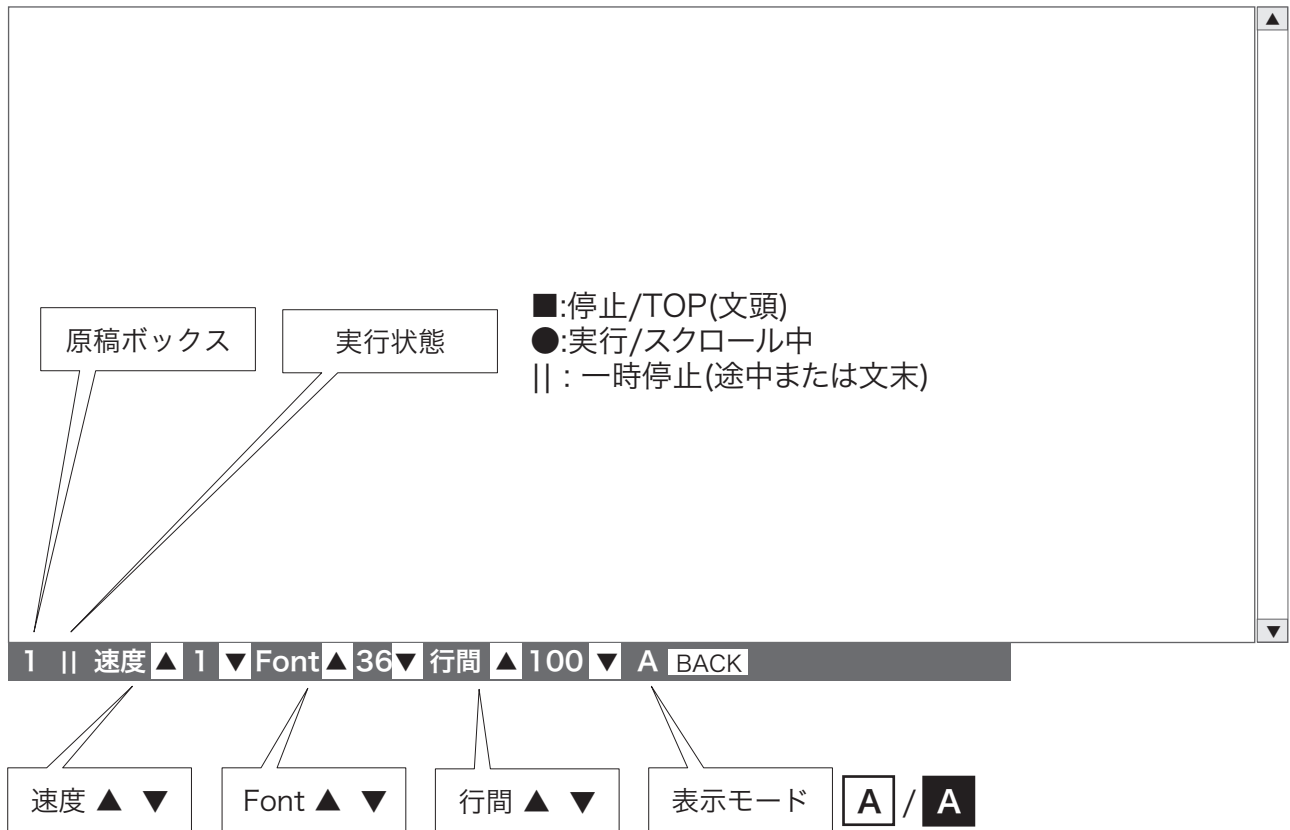 ▲
■:停止/TOP(文頭)
原稿ボックス
実行状態
●:実行/スクロール中
|| : 一時停止(途中または文末)
▼
1 || 速度 ▲ 1 ▼ Font ▲ 36 ▼ 行間 ▲ 100 ▼ A BACK
速度 ▲ ▼
Font ▲ ▼
行間 ▲ ▼
表示モード
A / A